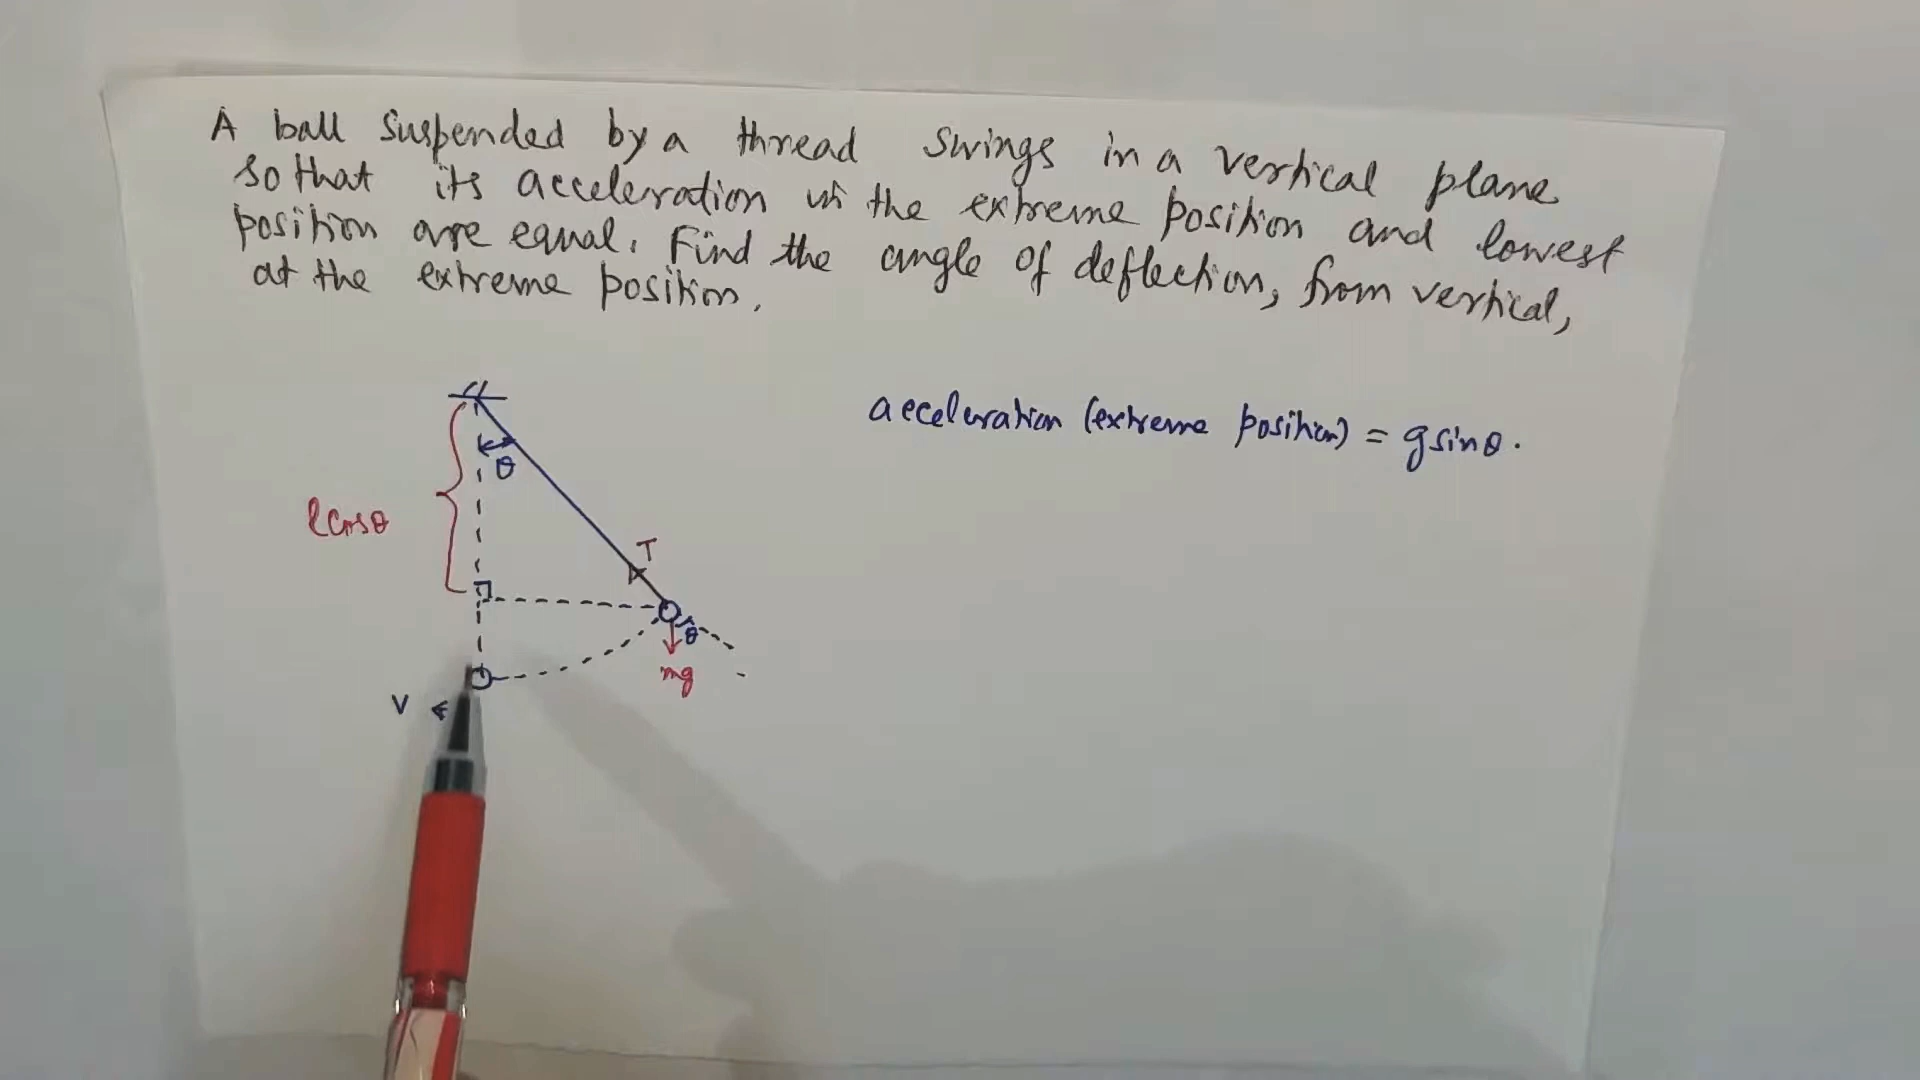 A ball suspended by a thread swings in a vertical plane
so that its acceleration in the extreme position and lowest
position are equal. Find the angle of deflection, from vertical,
at the extreme position.
acceleration (extreme position) = g sinθ.
θ
l cosθ
T
θ
mg
V